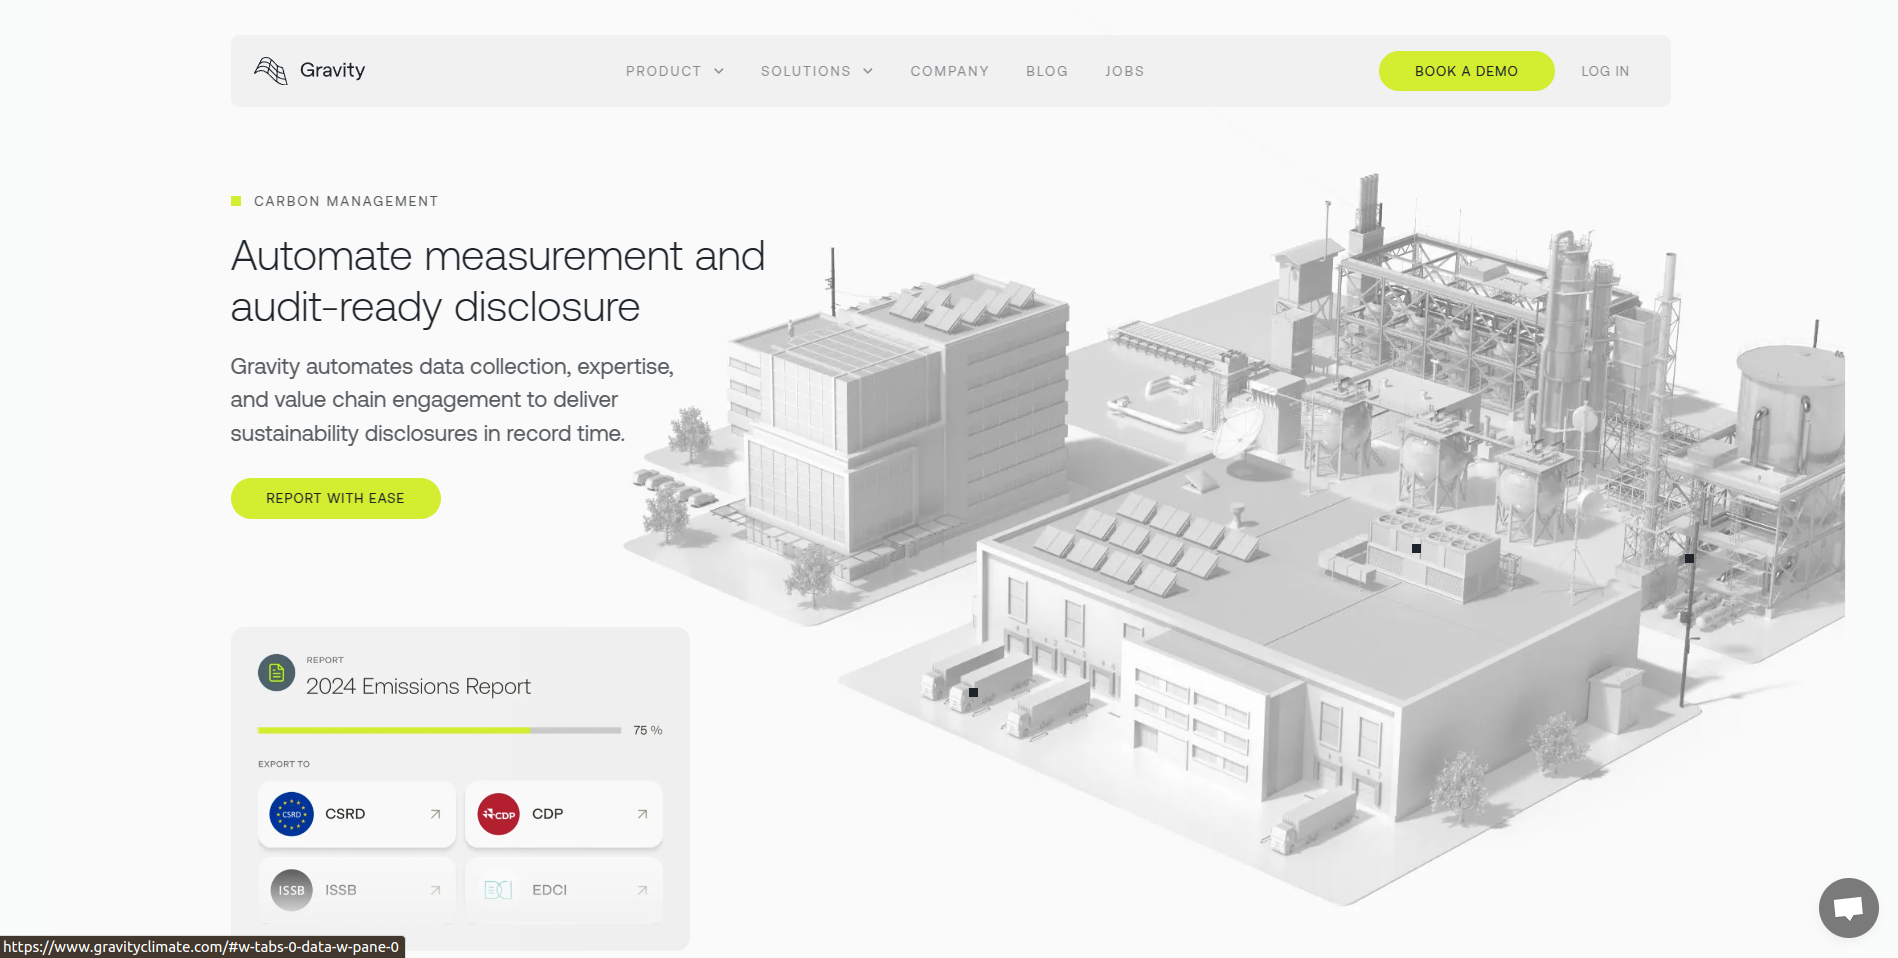 Gravity
PRODUCT
SOLUTIONS
COMPANY
BLOG
JOBS
BOOK A DEMO
LOG IN
CARBON MANAGEMENT
Automate measurement and
audit-ready disclosure
Gravity automates data collection, expertise,
and value chain engagement to deliver
sustainability disclosures in record time.
REPORT WITH EASE
REPORT
2024 Emissions Report
75 %
EXPORT TO
CSRD
CSRD
CDP
CDP
ISSB
ISSB
EDCI
https://www.gravityclimate.com/#w-tabs-0-data-w-pane-0